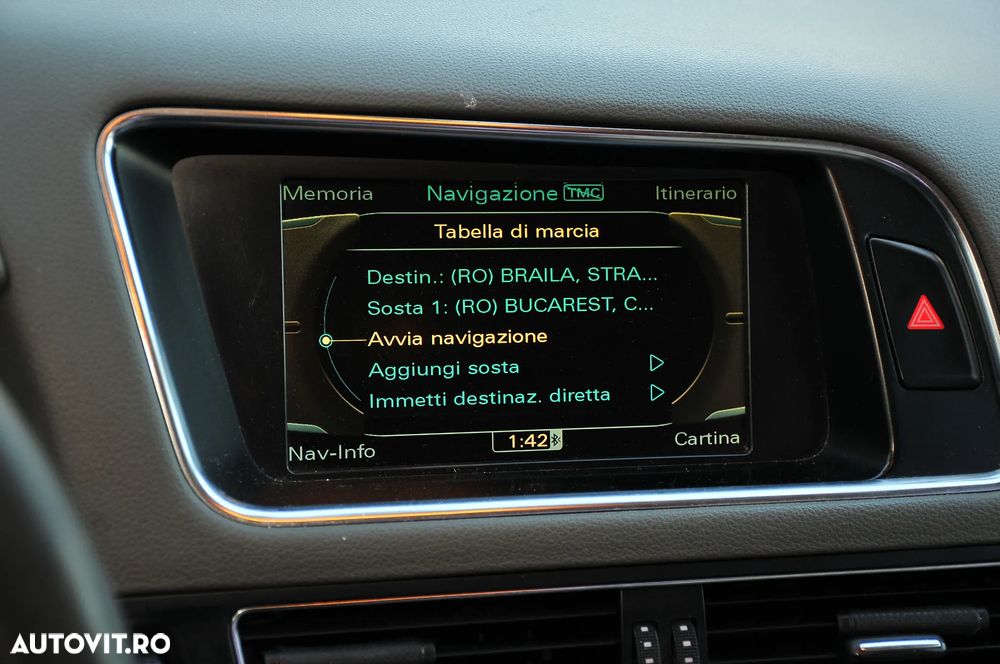 Memoria Navigazione TMC Itinerario
Tabella di marcia
Destin.: (RO) BRAILA, STRA...
Sosta 1: (RO) BUCAREST, C...
Avvia navigazione
Aggiungi sosta
Immetti destinaz. diretta
Nav-Info 1:42 Cartina
AUTOVIT.RO